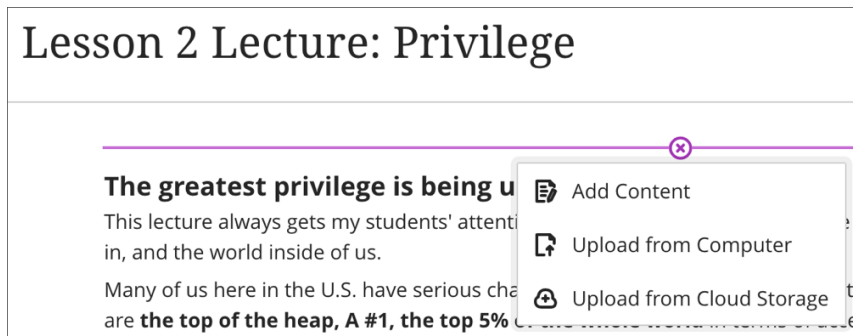 Lesson 2 Lecture: Privilege
The greatest privilege is being
Add Content
This lecture always gets my students'
Upload from Computer
in, and the world inside of us.
Many of us here in the U.S. have serious
Upload from Cloud Storage
are the top of the heap, A #1, the top 5%